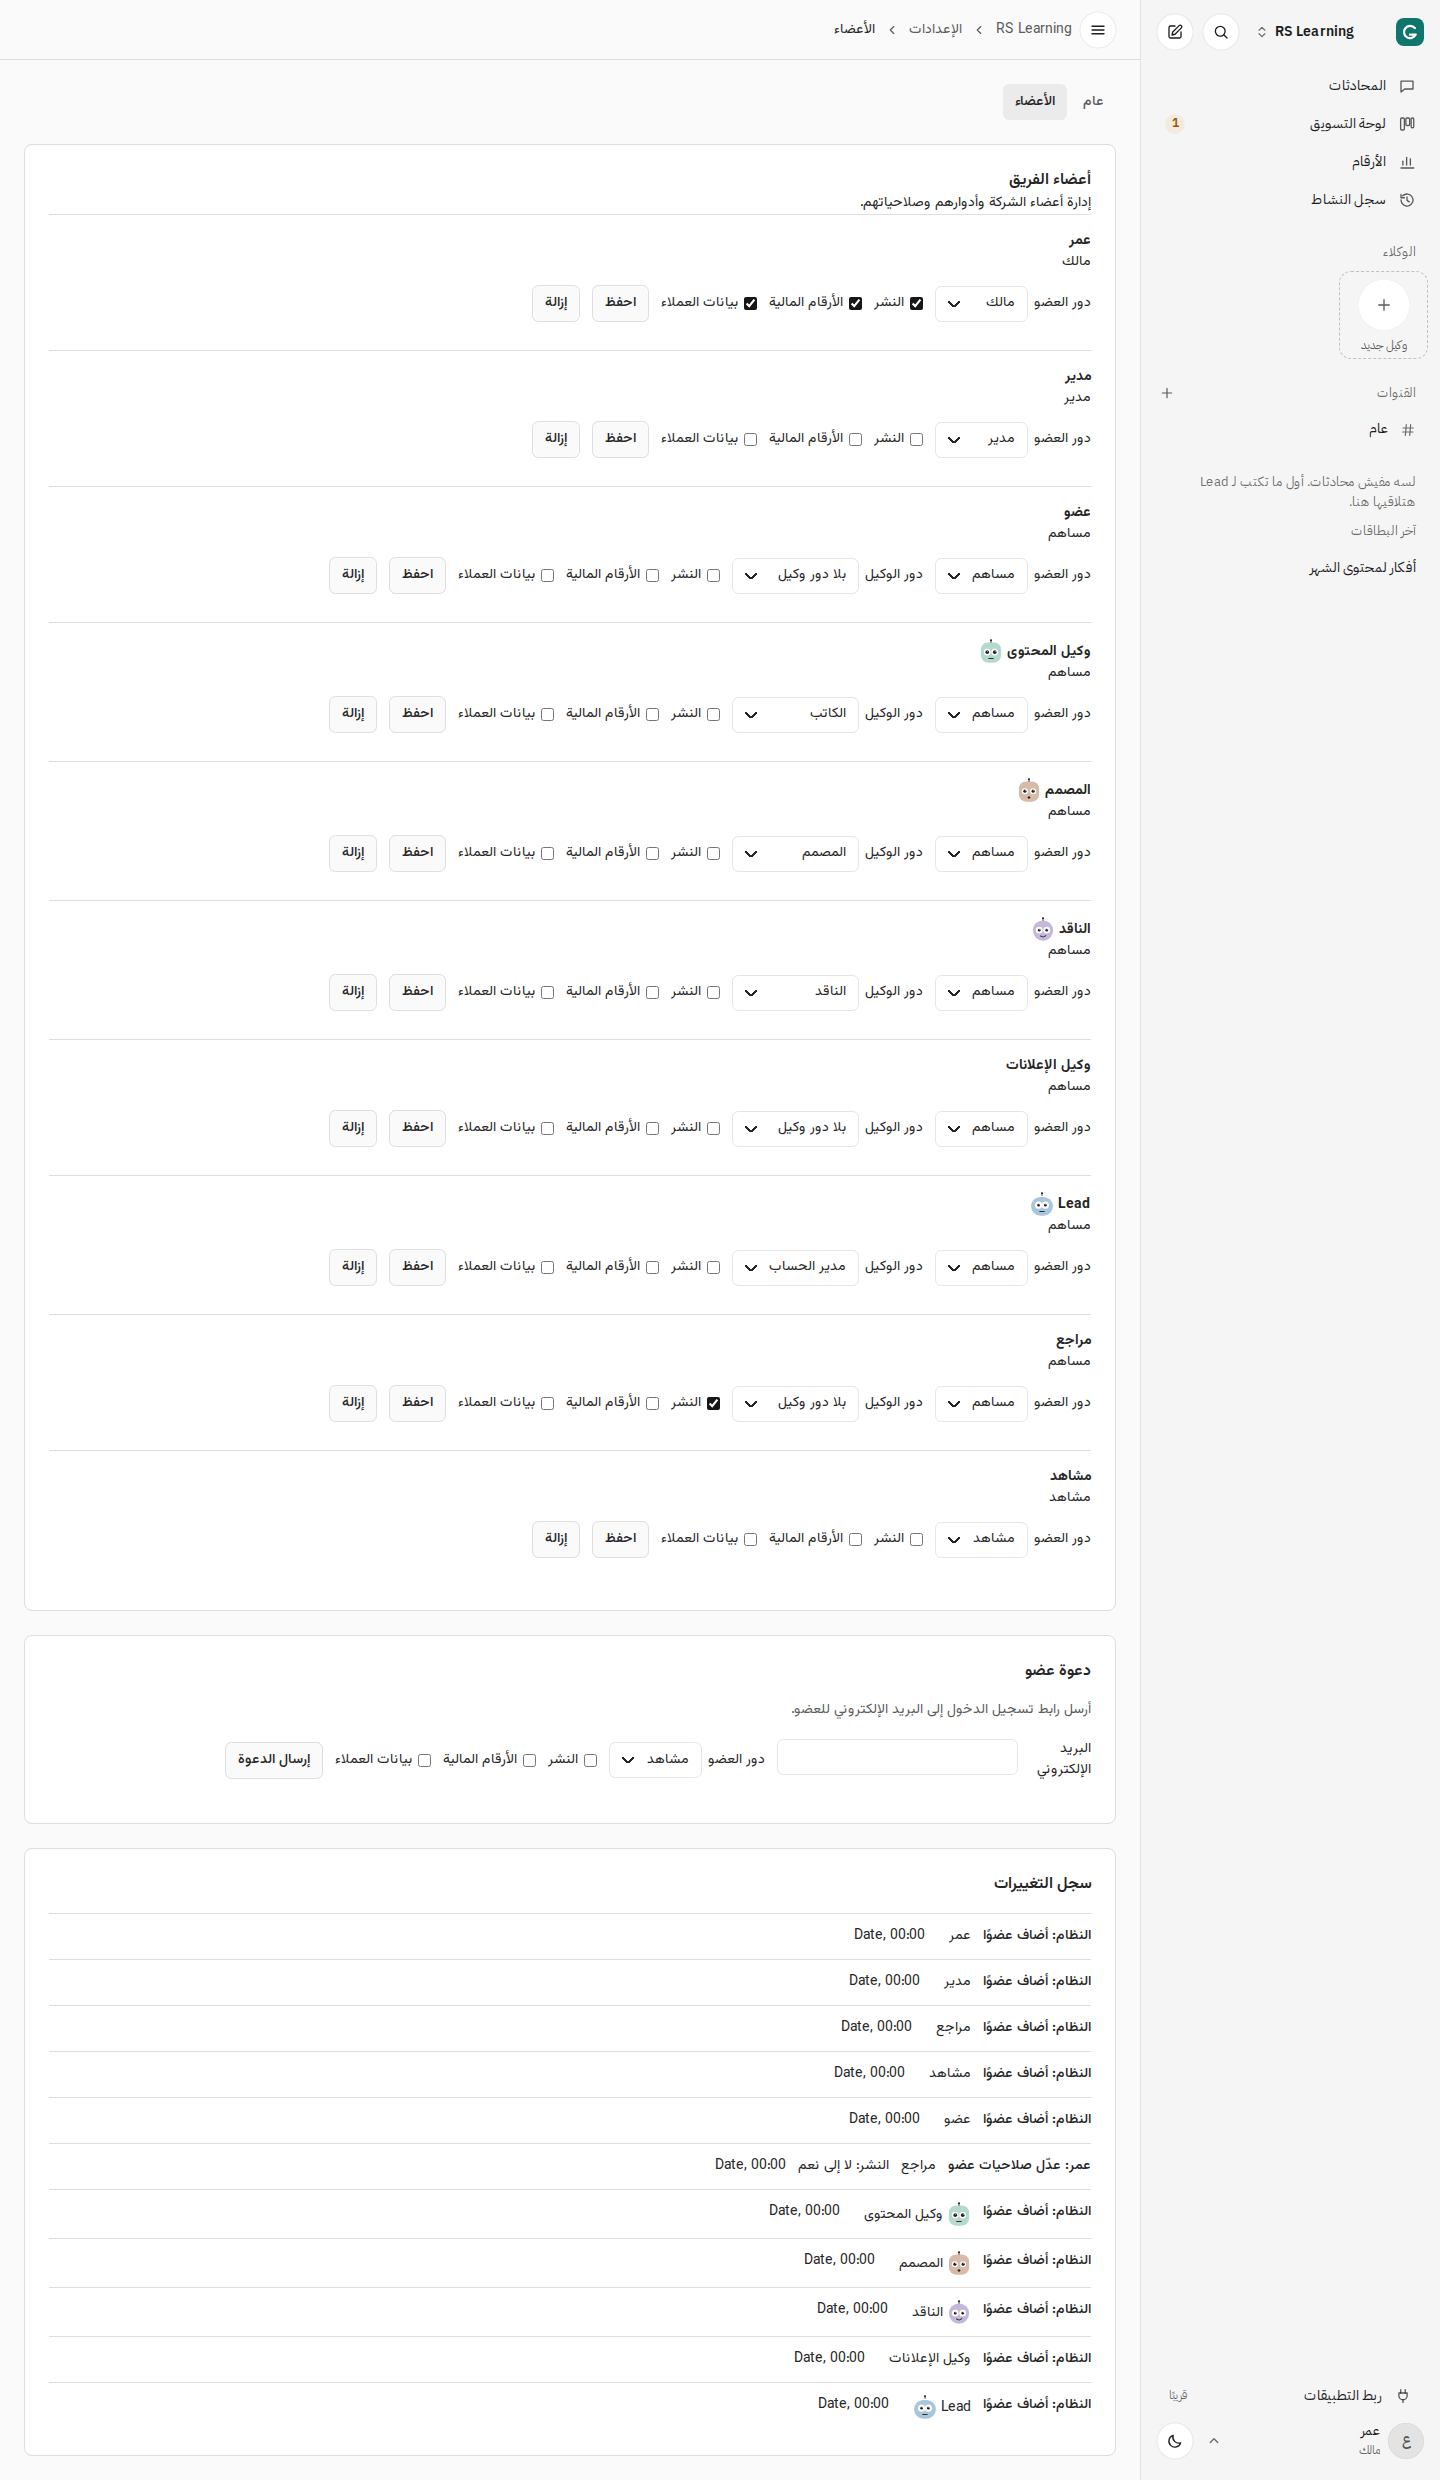 RS Learning
المحادثات
لوحة التسويق
1
الأرقام
سجل النشاط
الوكلاء
وكيل جديد
القنوات
عام
لسه مفيش محادثات. أول ما تكتب لـ Lead
هتلاقيها هنا.
آخر البطاقات
أفكار لمحتوى الشهر
ربط التطبيقات
قريبًا
ع
عمر
مالك
RS Learning
الإعدادات
الأعضاء
عام
الأعضاء
أعضاء الفريق
إدارة أعضاء الشركة وأدوارهم وصلاحياتهم.
عمر
مالك
دور العضو مالك النشر الأرقام المالية بيانات العملاء احفظ إزالة
مدير
مدير
دور العضو مدير النشر الأرقام المالية بيانات العملاء احفظ إزالة
عضو
مساهم
دور العضو مساهم دور الوكيل بلا دور وكيل النشر الأرقام المالية بيانات العملاء احفظ إزالة
وكيل المحتوى
مساهم
دور العضو مساهم دور الوكيل الكاتب النشر الأرقام المالية بيانات العملاء احفظ إزالة
المصمم
مساهم
دور العضو مساهم دور الوكيل المصمم النشر الأرقام المالية بيانات العملاء احفظ إزالة
الناقد
مساهم
دور العضو مساهم دور الوكيل الناقد النشر الأرقام المالية بيانات العملاء احفظ إزالة
وكيل الإعلانات
مساهم
دور العضو مساهم دور الوكيل بلا دور وكيل النشر الأرقام المالية بيانات العملاء احفظ إزالة
Lead
مساهم
دور العضو مساهم دور الوكيل مدير الحساب النشر الأرقام المالية بيانات العملاء احفظ إزالة
مراجع
مساهم
دور العضو مساهم دور الوكيل بلا دور وكيل النشر الأرقام المالية بيانات العملاء احفظ إزالة
مشاهد
مشاهد
دور العضو مشاهد النشر الأرقام المالية بيانات العملاء احفظ إزالة
دعوة عضو
أرسل رابط تسجيل الدخول إلى البريد الإلكتروني للعضو.
البريد
الإلكتروني
دور العضو مشاهد النشر الأرقام المالية بيانات العملاء إرسال الدعوة
سجل التغييرات
النظام: أضاف عضوًا عمر Date, 00:00
النظام: أضاف عضوًا مدير Date, 00:00
النظام: أضاف عضوًا مراجع Date, 00:00
النظام: أضاف عضوًا مشاهد Date, 00:00
النظام: أضاف عضوًا عضو Date, 00:00
عمر: عدّل صلاحيات عضو مراجع النشر: لا إلى نعم Date, 00:00
النظام: أضاف عضوًا وكيل المحتوى Date, 00:00
النظام: أضاف عضوًا المصمم Date, 00:00
النظام: أضاف عضوًا الناقد Date, 00:00
النظام: أضاف عضوًا وكيل الإعلانات Date, 00:00
النظام: أضاف عضوًا Lead Date, 00:00